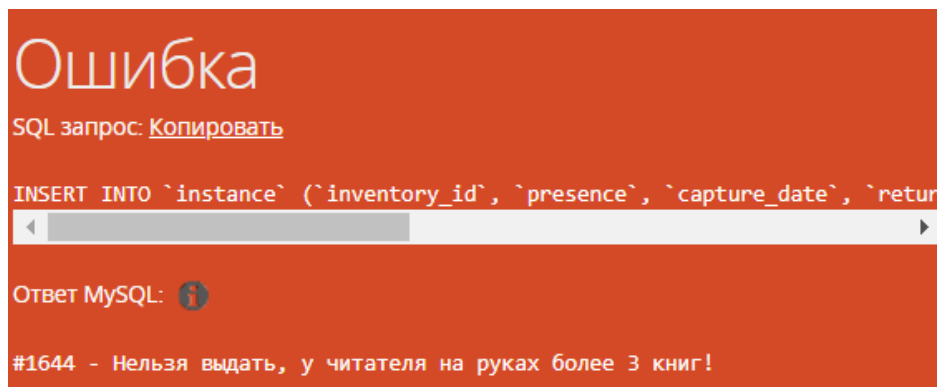 Ошибка
SQL запрос: Копировать
INSERT INTO `instance` (`inventory_id`, `presence`, `capture_date`, `retur
Ответ MySQL:
#1644 - Нельзя выдать, у читателя на руках более 3 книг!